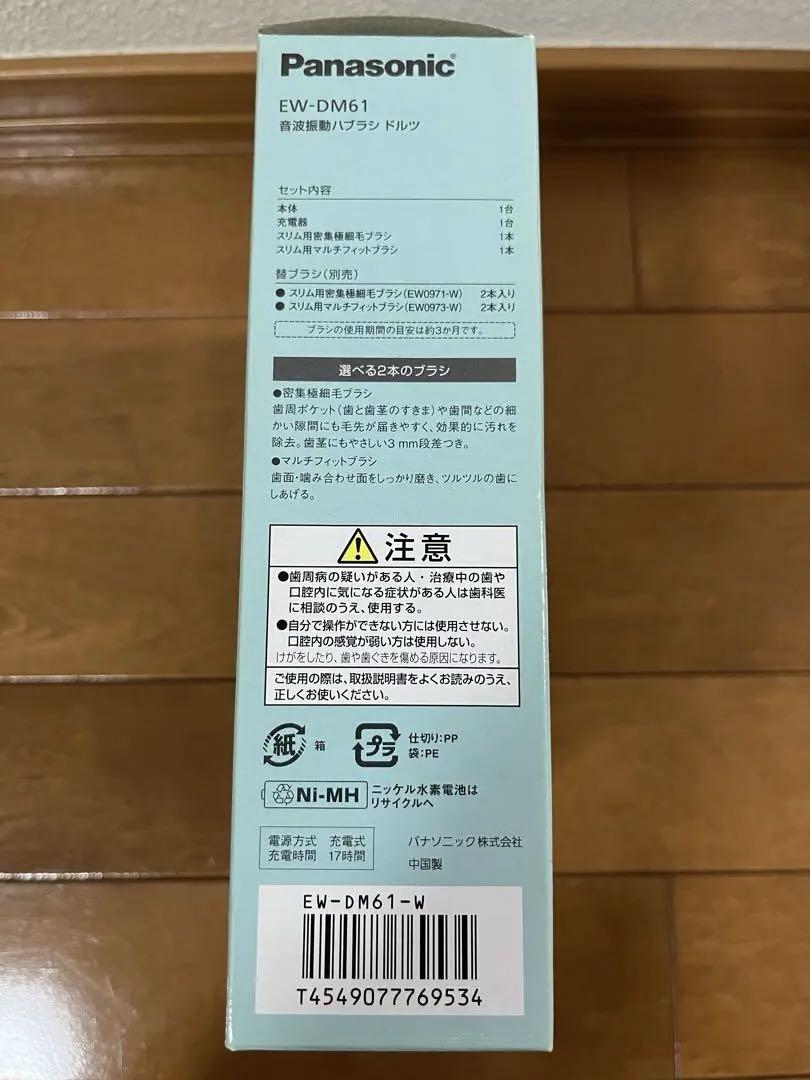 Panasonic®
EW-DM61
音波振動ハブラシ ドルツ
セット内容
本体 1台
充電器 1台
スリム用密集極細毛ブラシ 1本
スリム用マルチフィットブラシ 1本
替ブラシ(別売)
●スリム用密集極細毛ブラシ(EW0971-W) 2本入り
●スリム用マルチフィットブラシ(EW0973-W) 2本入り
ブラシの使用期間の目安は約3か月です。
選べる2本のブラシ
●密集極細毛ブラシ
歯周ポケット(歯と歯茎のすきま)や歯間などの細
かい隙間にも毛先が届きやすく、効果的に汚れを
除去。歯茎にもやさしい3 mm段差つき。
●マルチフィットブラシ
歯面・噛み合わせ面をしっかり磨き、ツルツルの歯に
しあげる。
注意
●歯周病の疑いがある人・治療中の歯や
口腔内に気になる症状がある人は歯科医
に相談のうえ、使用する。
●自分で操作ができない方には使用させない。
口腔内の感覚が弱い方は使用しない。
けがをしたり、歯や歯ぐきを傷める原因になります。
ご使用の際は、取扱説明書をよくお読みのうえ、
正しくお使いください。
紙 箱
プラ 仕切り:PP
袋:PE
Ni-MH ニッケル水素電池は
リサイクルへ
電源方式 充電式
充電時間 17時間
パナソニック株式会社
中国製
EW-DM61-W
T4549077769534